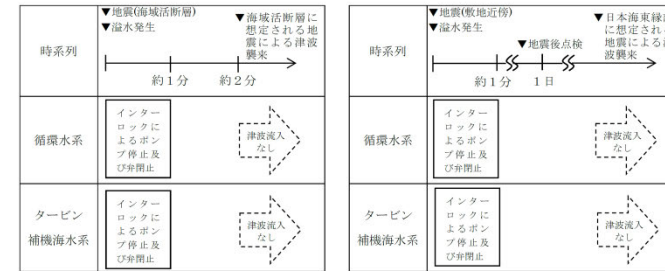 ▼地震(海域活断層)
▼溢水発生
▼海域活断層に
想定される地
震による津波
襲来
時系列
約1分
約2分
循環水系
インター
ロックに
よるポン
プ停止及
び弁閉止
津波流入
なし
タービン
補機海水系
インター
ロックに
よるポン
プ停止及
び弁閉止
津波流入
なし
▼地震(敷地近傍)
▼溢水発生
▼地震後点検
▼日本海東縁部
に想定される
地震による津
波襲来
時系列
約1分
1日
循環水系
インター
ロックに
よるポン
プ停止及
び弁閉止
津波流入
なし
タービン
補機海水系
インター
ロックに
よるポン
プ停止及
び弁閉止
津波流入
なし